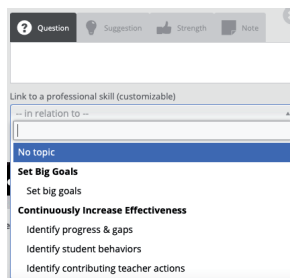 Question Suggestion Strength Note
Link to a professional skill (customizable)
-- in relation to --
No topic
Set Big Goals
Set big goals
Continuously Increase Effectiveness
Identify progress & gaps
Identify student behaviors
Identify contributing teacher actions